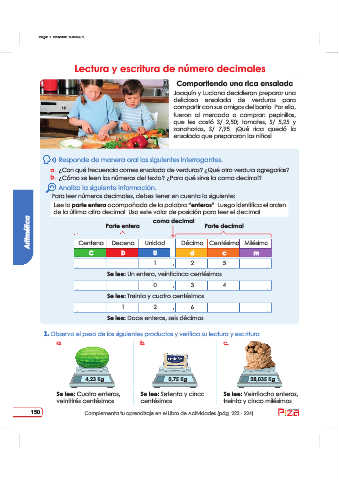 Lectura y escritura de número decimales
Compartiendo una rica ensalada
Joaquín y Luciana decidieron preparar una
deliciosa ensalada de verduras para
compartir con sus amigos del barrio. Por ello,
fueron al mercado a comprar: pepinillos,
que les costó S/ 2,50; tomates, S/ 5,25 y
zanahorias, S/ 7,75. ¡Qué rica quedó la
ensalada que prepararon los niños!
Responde de manera oral las siguientes interrogantes.
a ¿Con qué frecuencia comes ensalada de verduras? ¿Qué otra verdura agregarías?
b ¿Cómo se leen los números del texto? ¿Para qué sirve la coma decimal?
Analiza la siguiente información.
Para leer números decimales, debes tener en cuenta lo siguiente:
Lee la parte entera acompañada de la palabra "enteros" Luego identifica el orden
de la última cifra decimal. Usa este valor de posición para leer el decimal
coma decimal
Parte entera Parte decimal
Centena Decena Unidad Décimo Centésimo Milésimo
C D U d c m
1 , 2 5
Se lee: Un entero, veinticinco centésimos
0 , 3 4
Se lee: Treinta y cuatro centésimos
1 2 , 6
Se lee: Doce enteros, seis décimos
1. Observa el peso de los siguientes productos y verifica su lectura y escritura:
a. b. c.
4,23 Kg 0,75 Kg 28,035 Kg
Se lee: Cuatro enteros, Se lee: Setenta y cinco Se lee: Veintiocho enteros,
veintitrés centésimos centésimos treinta y cinco milésimos
Aritmética
150 Complementa tu aprendizaje en el Libro de Actividades (pág. 222 - 224)